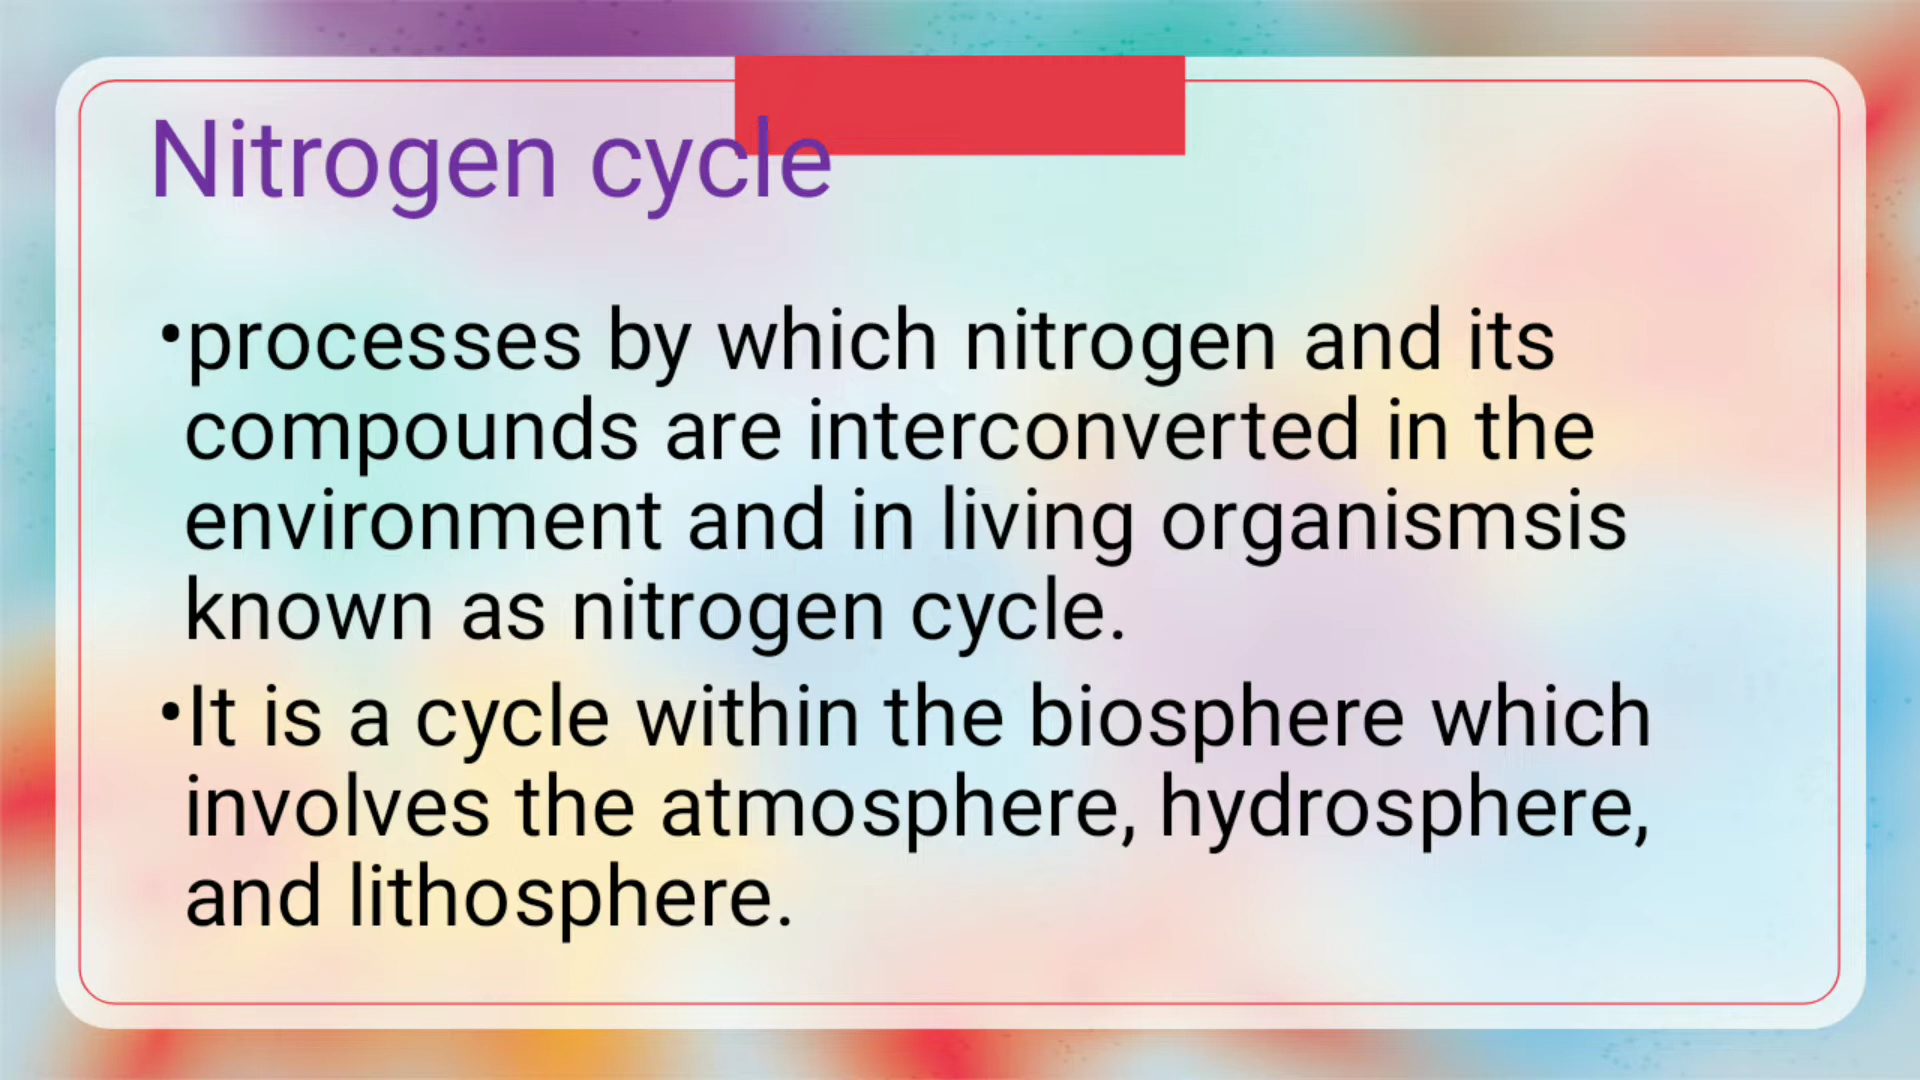 Nitrogen cycle
•processes by which nitrogen and its
compounds are interconverted in the
environment and in living organismsis
known as nitrogen cycle.
•It is a cycle within the biosphere which
involves the atmosphere, hydrosphere,
and lithosphere.